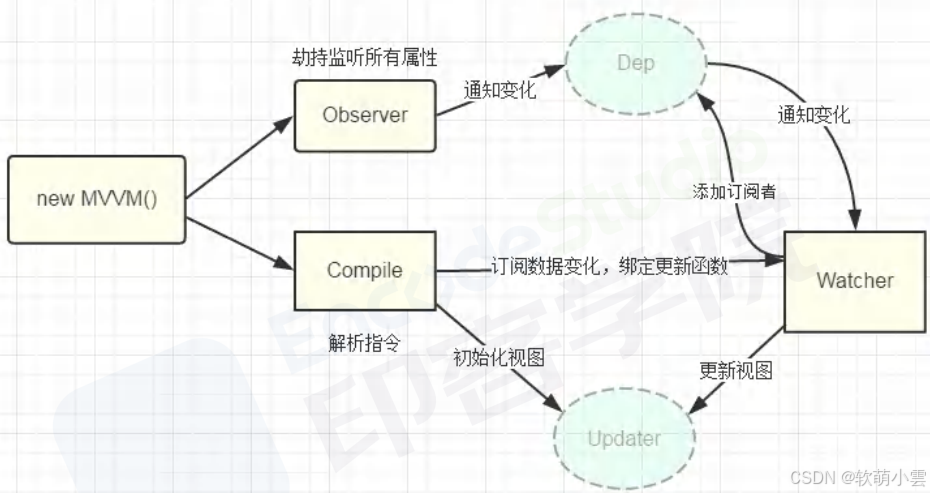 劫持监听所有属性
Dep
Observer
通知变化
通知变化
new MVVM()
添加订阅者
Compile
订阅数据变化，绑定更新函数
Watcher
解析指令
初始化视图
更新视图
Updater
EncodeStudio
印客学院
CSDN @软萌小雲